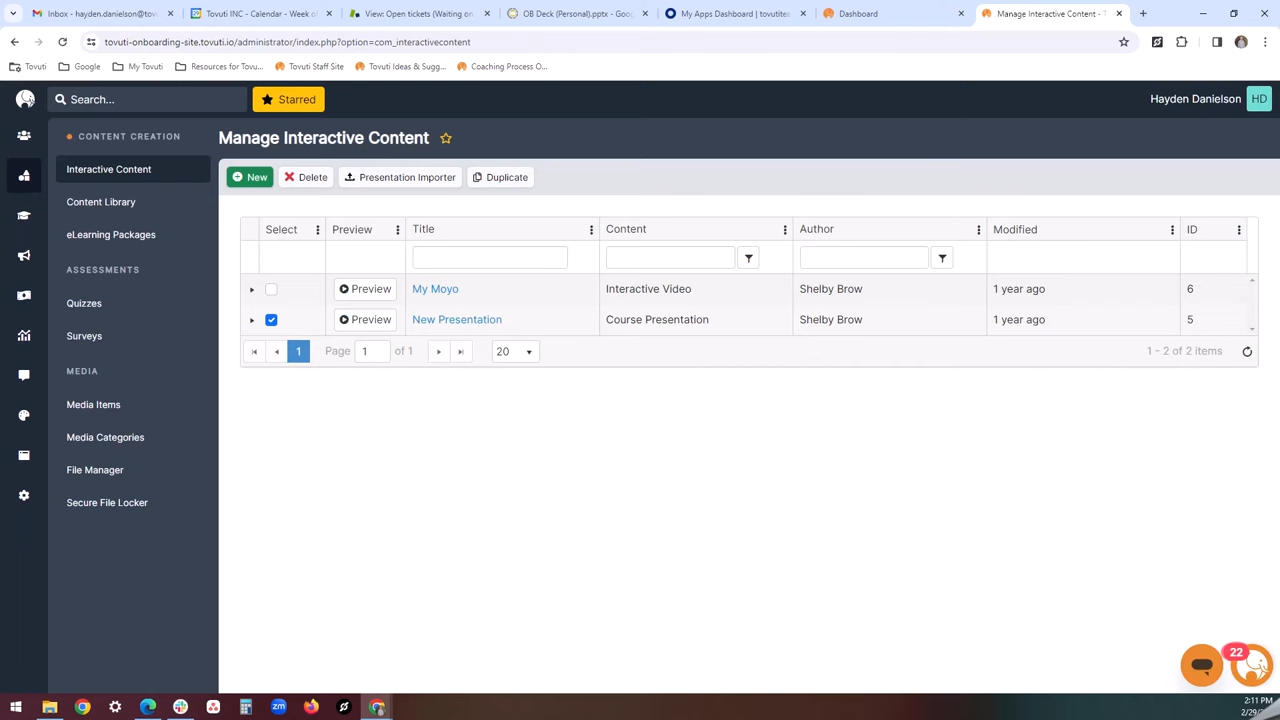 Inbox - hayden.danielson@tov
Tovuti INC - Calendar - Week o
View: Open tickets (Waiting on
OB Deck (Personal).pptx - Goo
My Apps Dashboard | tovutite
Dashboard
Manage Interactive Content - T
tovuti-onboarding-site.tovuti.io/administrator/index.php?option=com_interactivecontent
Tovuti
Google
My Tovuti
Resources for Tovu...
Tovuti Staff Site
Tovuti Ideas & Sugg...
Coaching Process O...
Search...
Starred
Hayden Danielson
HD
CONTENT CREATION
Interactive Content
Content Library
eLearning Packages
ASSESSMENTS
Quizzes
Surveys
MEDIA
Media Items
Media Categories
File Manager
Secure File Locker
Manage Interactive Content
New
Delete
Presentation Importer
Duplicate
Select
Preview
Title
Content
Author
Modified
ID
Preview
My Moyo
Interactive Video
Shelby Brow
1 year ago
6
Preview
New Presentation
Course Presentation
Shelby Brow
1 year ago
5
1
Page
1
of 1
20
1 - 2 of 2 items
22
zm
2:11 PM
2/29/